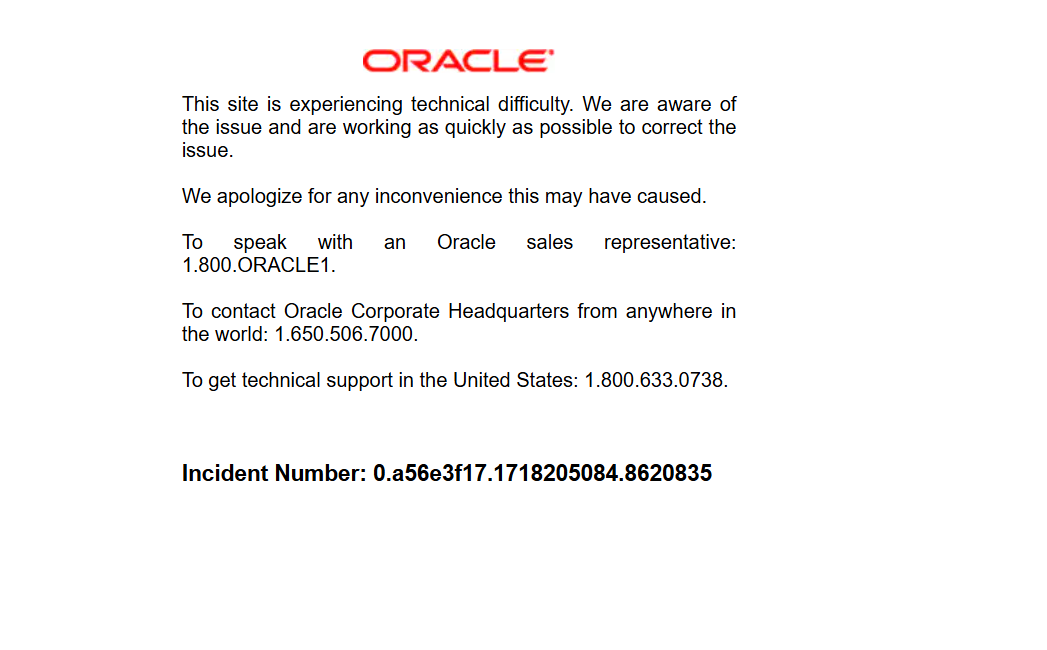 ORACLE
This site is experiencing technical difficulty. We are aware of
the issue and are working as quickly as possible to correct the
issue.
We apologize for any inconvenience this may have caused.
To speak with an Oracle sales representative:
1.800.ORACLE1.
To contact Oracle Corporate Headquarters from anywhere in
the world: 1.650.506.7000.
To get technical support in the United States: 1.800.633.0738.
Incident Number: 0.a56e3f17.1718205084.8620835